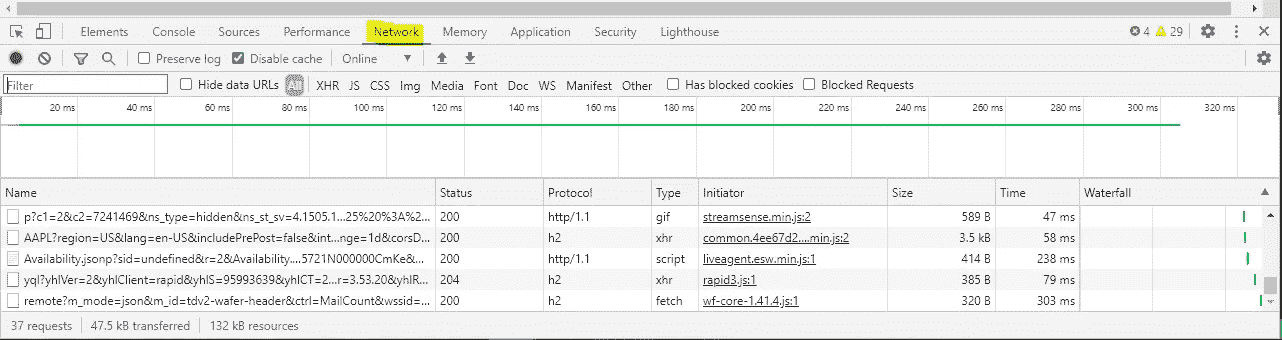 Elements Console Sources Performance Network Memory Application Security Lighthouse 4 29
Preserve log Disable cache Online
Filter Hide data URLs All XHR JS CSS Img Media Font Doc WS Manifest Other Has blocked cookies Blocked Requests
20 ms 40 ms 60 ms 80 ms 100 ms 120 ms 140 ms 160 ms 180 ms 200 ms 220 ms 240 ms 260 ms 280 ms 300 ms 320 ms
Name Status Protocol Type Initiator Size Time Waterfall
p?c1=2&c2=7241469&ns_type=hidden&ns_st_sv=4.1505.1...25%20%3A%2... 200 http/1.1 gif streamsense.min.js:2 589 B 47 ms
AAPL?region=US&lang=en-US&includePrePost=false&int...nge=1d&corsD... 200 h2 xhr common.4ee67d2....min.js:2 3.5 kB 58 ms
Availability.jsonp?sid=undefined&r=2&Availability....5721N000000CmKe&... 200 http/1.1 script liveagent.esw.min.js:1 414 B 238 ms
yql?yhlVer=2&yhlClient=rapid&yhlS=95993639&yhlCT=2...r=3.53.20&yhlR... 204 h2 xhr rapid3.js:1 385 B 79 ms
remote?m_mode=json&m_id=tdv2-wafer-header&ctrl=MailCount&wssid=... 200 h2 fetch wf-core-1.41.4.js:1 320 B 303 ms
37 requests 47.5 kB transferred 132 kB resources